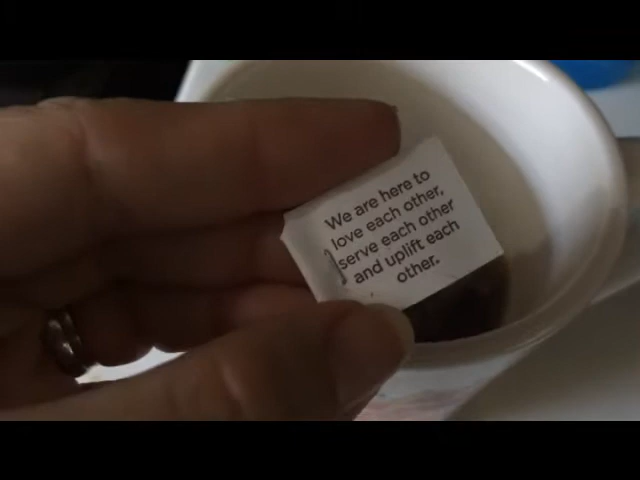 We are here to
love each other,
serve each other
and uplift each
other.